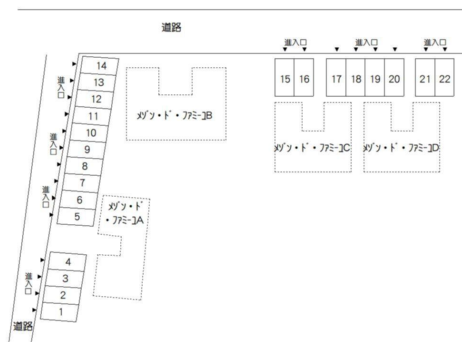 道路
進入口 進入口 進入口
15 16 17 18 19 20 21 22
14
13
12
11
10
9
8
7
6
5
4
3
2
1
進入口
進入口
進入口
進入口
メゾン・ド・ファミーユB
メゾン・ド・ファミーユC
メゾン・ド・ファミーユD
メゾン・ド
・ファミーユA
道路